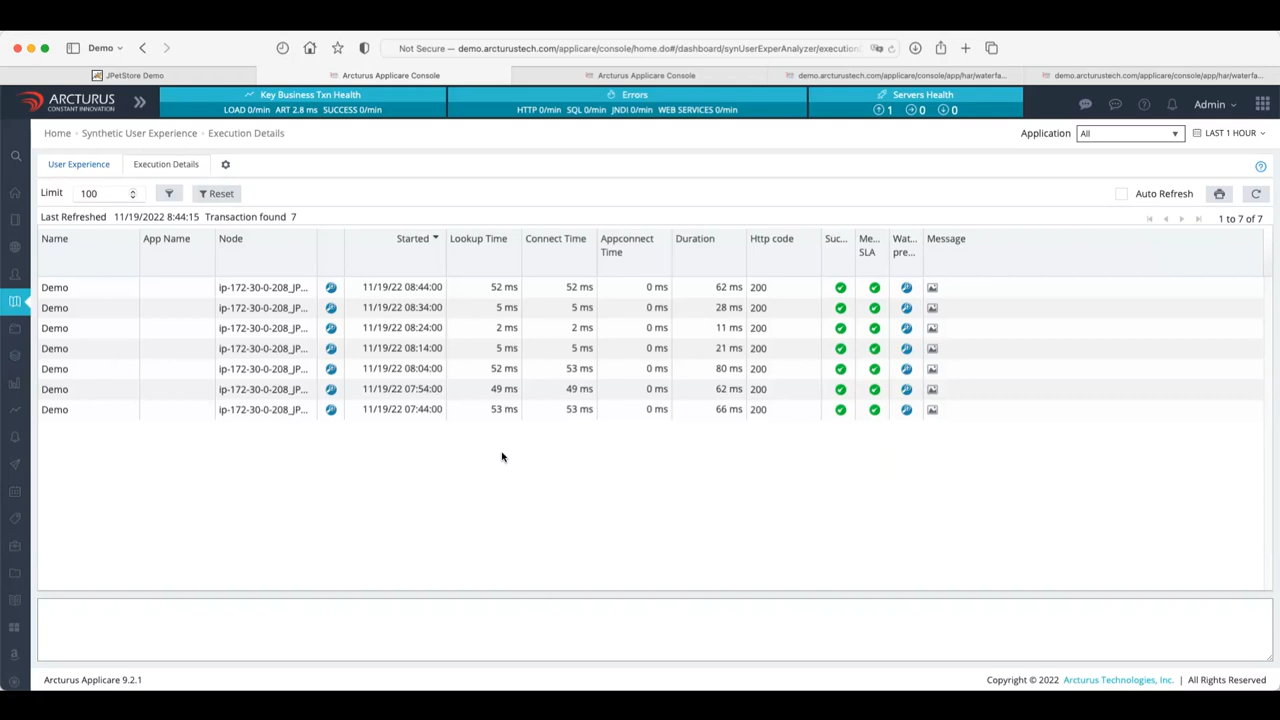 Demo
Not Secure — demo.arcturustech.com/applicare/console/home.do#/dashboard/synUserExperAnalyzer/execution
JPetStore Demo
Arcturus Applicare Console
Arcturus Applicare Console
demo.arcturustech.com/applicare/console/app/har/waterfa...
demo.arcturustech.com/applicare/console/app/har/waterfa...
ARCTURUS
CONSTANT INNOVATION
Key Business Txn Health
LOAD 0/min ART 2.8 ms SUCCESS 0/min
Errors
HTTP 0/min SQL 0/min JNDI 0/min WEB SERVICES 0/min
Servers Health
1 0 0
Admin
Home Synthetic User Experience Execution Details
Application All LAST 1 HOUR
User Experience Execution Details
Limit 100 Reset Auto Refresh
Last Refreshed 11/19/2022 8:44:15 Transaction found 7 1 to 7 of 7
Name App Name Node Started Lookup Time Connect Time Appconnect Time Duration Http code Suc... Me... SLA Wat... pre... Message
Demo ip-172-30-0-208_JP... 11/19/22 08:44:00 52 ms 52 ms 0 ms 62 ms 200
Demo ip-172-30-0-208_JP... 11/19/22 08:34:00 5 ms 5 ms 0 ms 28 ms 200
Demo ip-172-30-0-208_JP... 11/19/22 08:24:00 2 ms 2 ms 0 ms 11 ms 200
Demo ip-172-30-0-208_JP... 11/19/22 08:14:00 5 ms 5 ms 0 ms 21 ms 200
Demo ip-172-30-0-208_JP... 11/19/22 08:04:00 52 ms 53 ms 0 ms 80 ms 200
Demo ip-172-30-0-208_JP... 11/19/22 07:54:00 49 ms 49 ms 0 ms 62 ms 200
Demo ip-172-30-0-208_JP... 11/19/22 07:44:00 53 ms 53 ms 0 ms 66 ms 200
Arcturus Applicare 9.2.1 Copyright © 2022 Arcturus Technologies, Inc. | All Rights Reserved